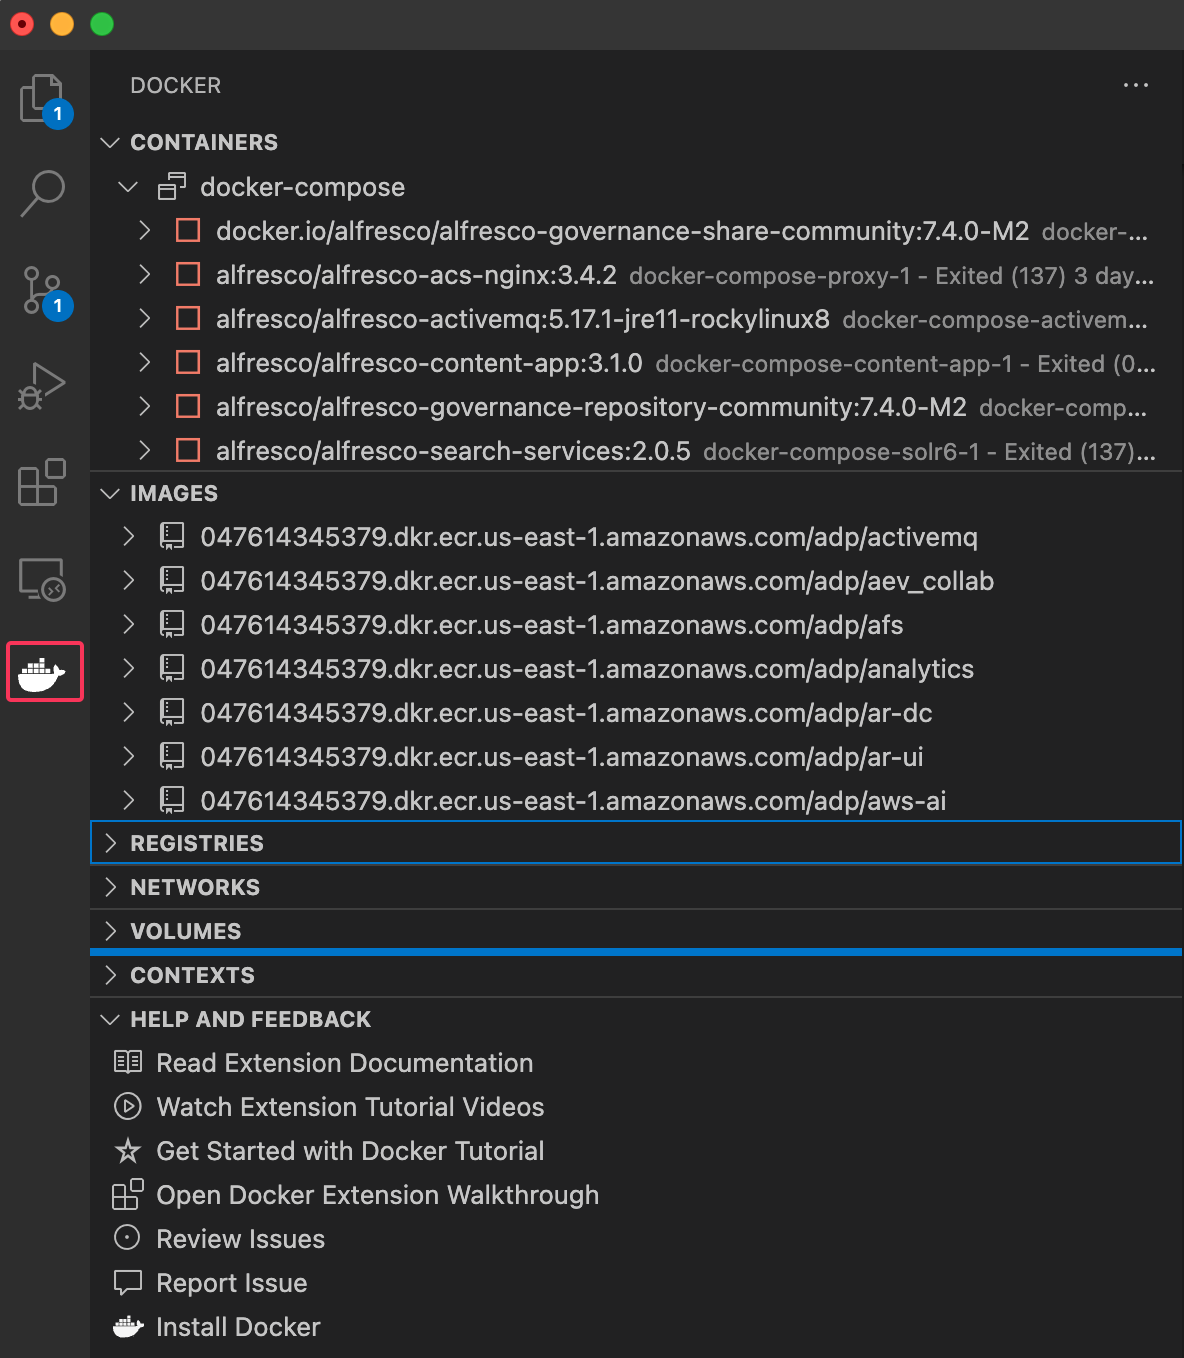 DOCKER
CONTAINERS
docker-compose
docker.io/alfresco/alfresco-governance-share-community:7.4.0-M2 docker-...
alfresco/alfresco-acs-nginx:3.4.2 docker-compose-proxy-1 - Exited (137) 3 day...
alfresco/alfresco-activemq:5.17.1-jre11-rockylinux8 docker-compose-activem...
alfresco/alfresco-content-app:3.1.0 docker-compose-content-app-1 - Exited (0...
alfresco/alfresco-governance-repository-community:7.4.0-M2 docker-comp...
alfresco/alfresco-search-services:2.0.5 docker-compose-solr6-1 - Exited (137)...
IMAGES
047614345379.dkr.ecr.us-east-1.amazonaws.com/adp/activemq
047614345379.dkr.ecr.us-east-1.amazonaws.com/adp/aev_collab
047614345379.dkr.ecr.us-east-1.amazonaws.com/adp/afs
047614345379.dkr.ecr.us-east-1.amazonaws.com/adp/analytics
047614345379.dkr.ecr.us-east-1.amazonaws.com/adp/ar-dc
047614345379.dkr.ecr.us-east-1.amazonaws.com/adp/ar-ui
047614345379.dkr.ecr.us-east-1.amazonaws.com/adp/aws-ai
REGISTRIES
NETWORKS
VOLUMES
CONTEXTS
HELP AND FEEDBACK
Read Extension Documentation
Watch Extension Tutorial Videos
Get Started with Docker Tutorial
Open Docker Extension Walkthrough
Review Issues
Report Issue
Install Docker
1
1